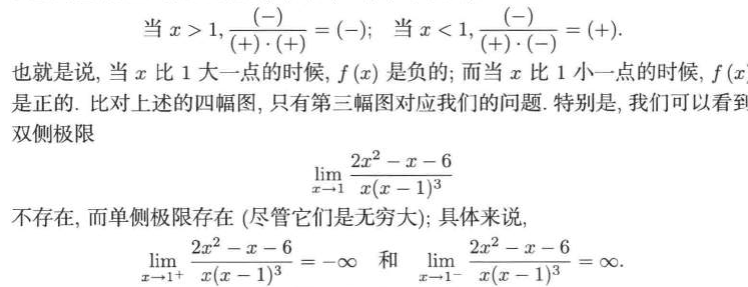 当 x > 1, \frac{(-)}{(+)\cdot(+)} = (-); 当 x < 1, \frac{(-)}{(+)\cdot(-)} = (+).
也就是说, 当 x 比 1 大一点的时候, f(x) 是负的; 而当 x 比 1 小一点的时候, f(x)
是正的. 比对上述的四幅图, 只有第三幅图对应我们的问题. 特别是, 我们可以看到
双侧极限
\lim_{x \to 1} \frac{2x^2 - x - 6}{x(x-1)^3}
不存在, 而单侧极限存在 (尽管它们是无穷大); 具体来说,
\lim_{x \to 1^+} \frac{2x^2 - x - 6}{x(x-1)^3} = -\infty 和 \lim_{x \to 1^-} \frac{2x^2 - x - 6}{x(x-1)^3} = \infty.